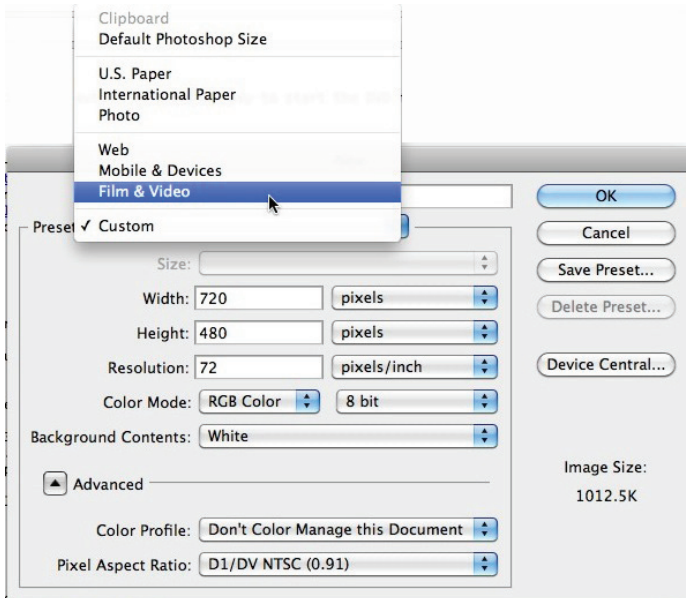 Clipboard
Default Photoshop Size
U.S. Paper
International Paper
Photo
Web
Mobile & Devices
Film & Video
Preset ✓ Custom
OK
Cancel
Save Preset...
Delete Preset...
Device Central...
Size:
Width: 720 pixels
Height: 480 pixels
Resolution: 72 pixels/inch
Color Mode: RGB Color 8 bit
Background Contents: White
Advanced
Color Profile: Don't Color Manage this Document
Pixel Aspect Ratio: D1/DV NTSC (0.91)
Image Size:
1012.5K